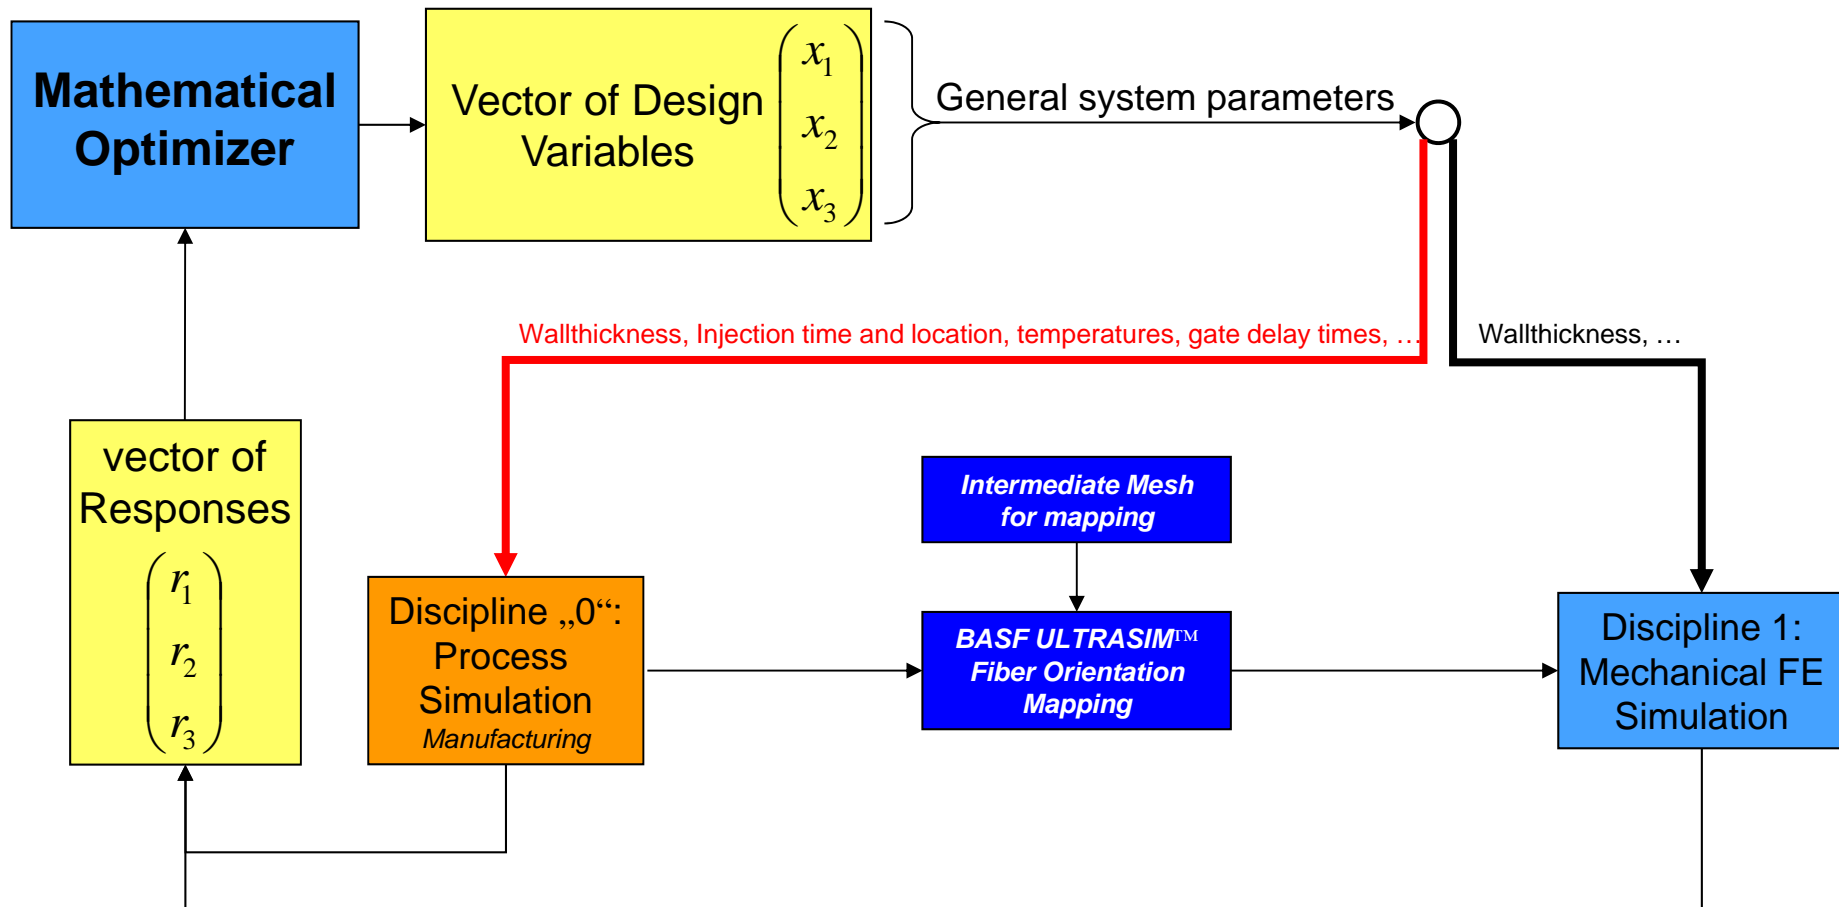 Mathematical
Optimizer
Vector of Design
Variables
x1
x2
x3
General system parameters
Wallthickness, Injection time and location, temperatures, gate delay times, …
Wallthickness, …
vector of
Responses
r1
r2
r3
Intermediate Mesh
for mapping
Discipline „0“:
Process
Simulation
Manufacturing
BASF ULTRASIM™
Fiber Orientation
Mapping
Discipline 1:
Mechanical FE
Simulation